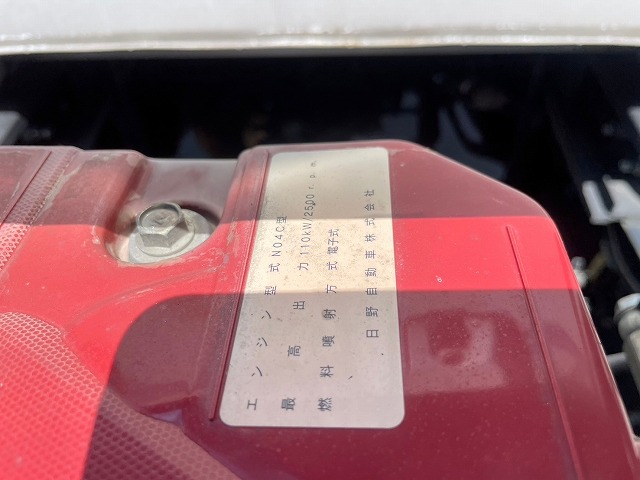 エンジン型式 N04C型
最高出力 110kW/2500r.p.m.
燃料噴射方式 電子式
日野自動車株式会社